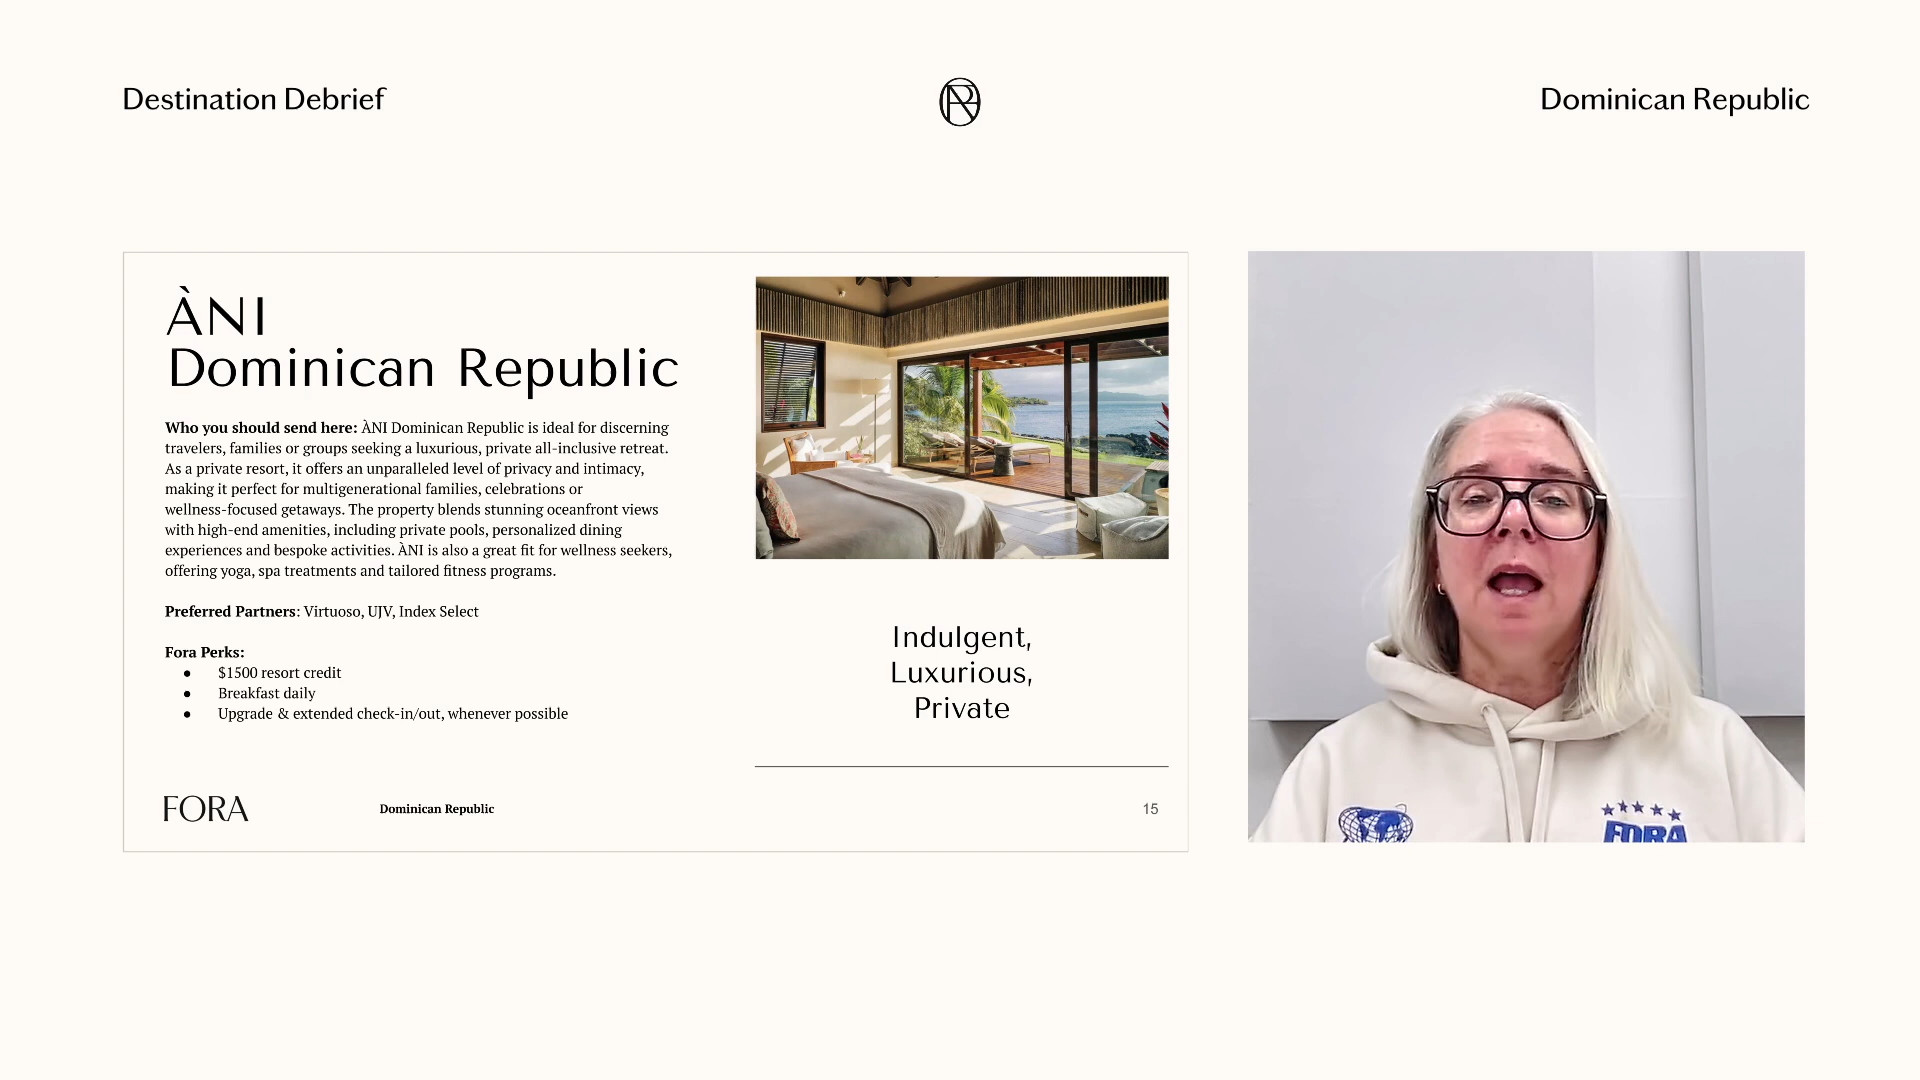 Destination Debrief
Dominican Republic
ÀNI
Dominican Republic
Who you should send here: ÀNI Dominican Republic is ideal for discerning
travelers, families or groups seeking a luxurious, private all-inclusive retreat.
As a private resort, it offers an unparalleled level of privacy and intimacy,
making it perfect for multigenerational families, celebrations or
wellness-focused getaways. The property blends stunning oceanfront views
with high-end amenities, including private pools, personalized dining
experiences and bespoke activities. ÀNI is also a great fit for wellness seekers,
offering yoga, spa treatments and tailored fitness programs.
Preferred Partners: Virtuoso, UJV, Index Select
Fora Perks:
● $1500 resort credit
● Breakfast daily
● Upgrade & extended check-in/out, whenever possible
Indulgent,
Luxurious,
Private
FORA
Dominican Republic
15
FORA